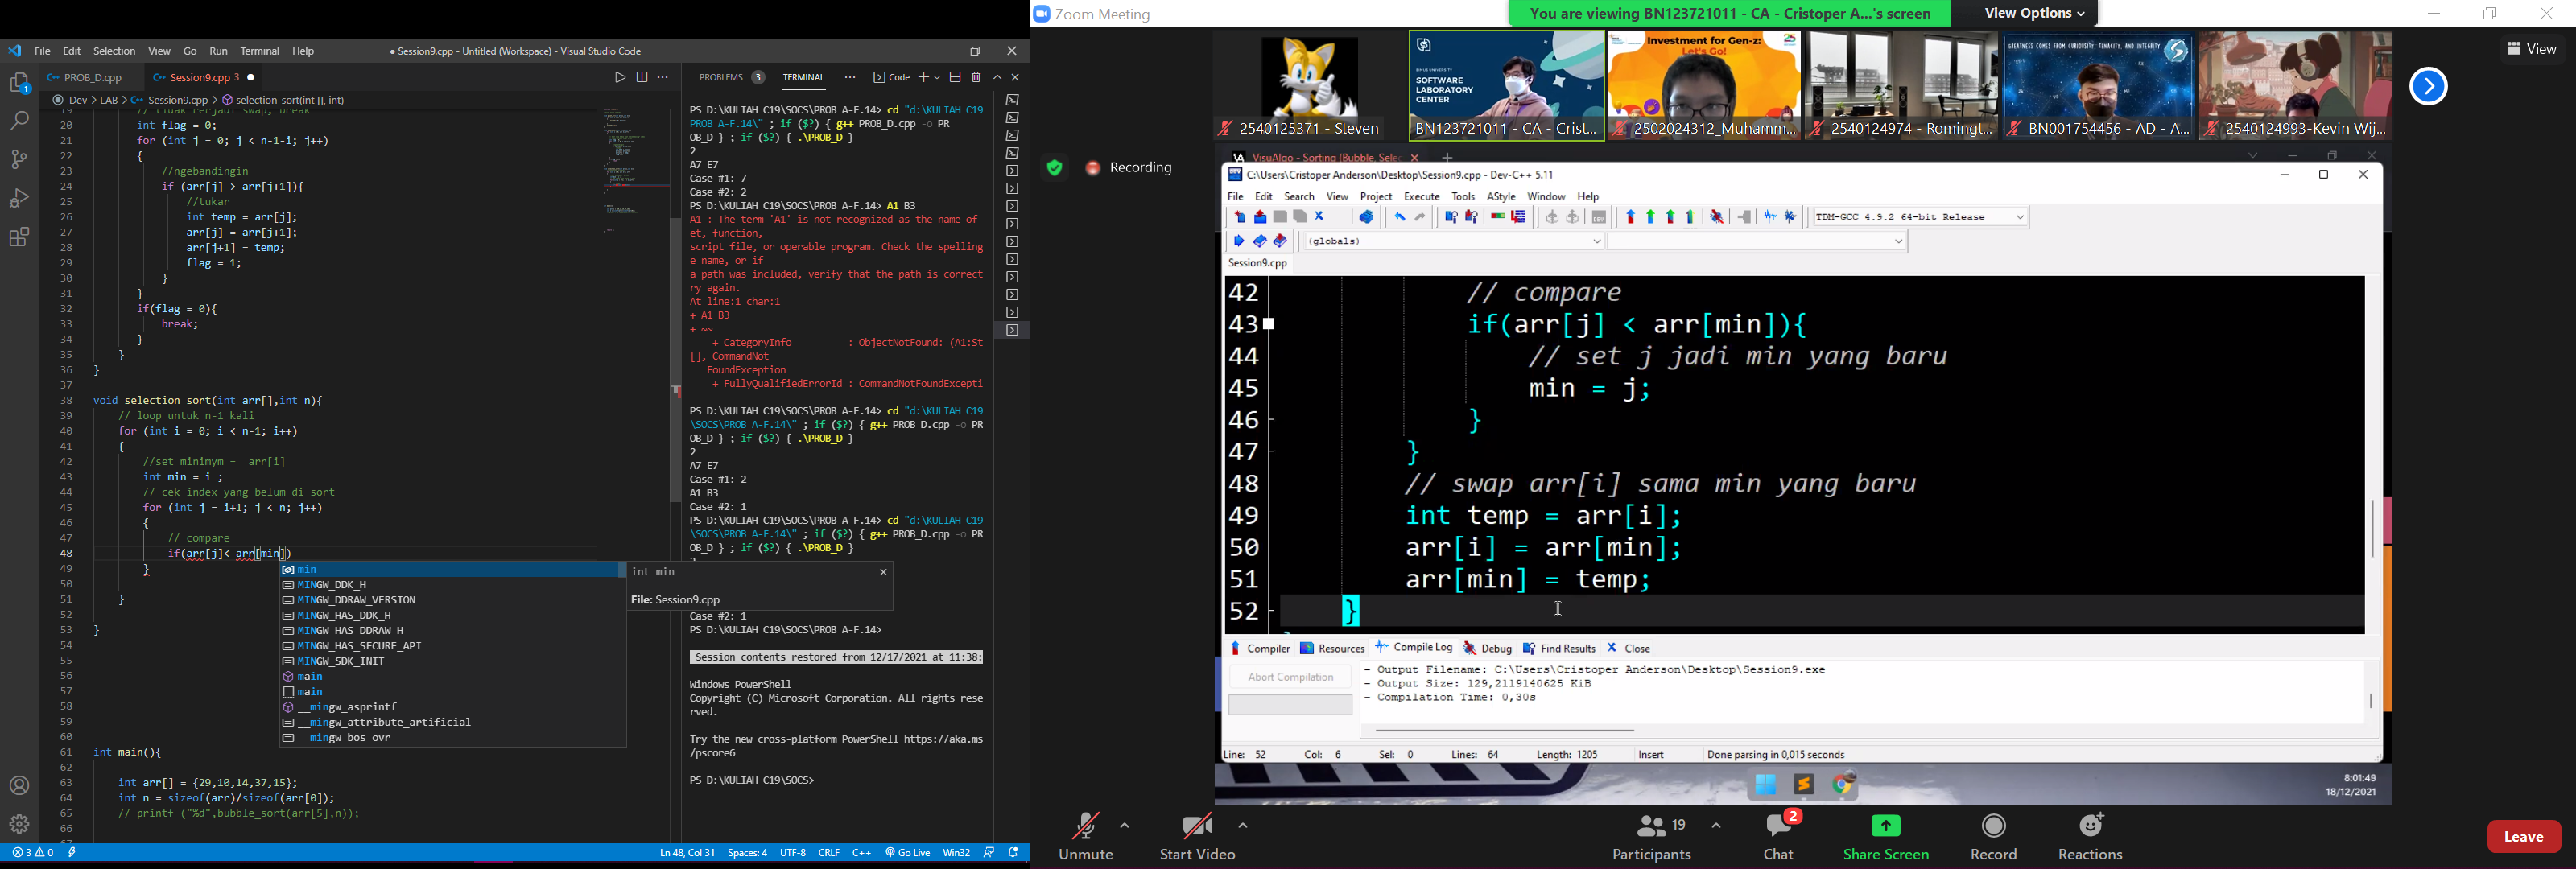 File Edit Selection View Go Run Terminal Help
● Session9.cpp - Untitled (Workspace) - Visual Studio Code
PROB_D.cpp
Session9.cpp 3 ●
Dev > LAB > Session9.cpp > selection_sort(int [], int)
20 int flag = 0;
21 for (int j = 0; j < n-1-i; j++)
22 {
23 //ngebandingin
24 if (arr[j] > arr[j+1]){
25 //tukar
26 int temp = arr[j];
27 arr[j] = arr[j+1];
28 arr[j+1] = temp;
29 flag = 1;
30 }
31 }
32 if(flag = 0){
33 break;
34 }
35 }
36 }
37
38 void selection_sort(int arr[],int n){
39 // loop untuk n-1 kali
40 for (int i = 0; i < n-1; i++)
41 {
42 //set minimym = arr[i]
43 int min = i ;
44 // cek index yang belum di sort
45 for (int j = i+1; j < n; j++)
46 {
47 // compare
48 if(arr[j]< arr[min])
49 }
50
51 }
52
53 }
54
55
56
57
58
59
60
61 int main(){
62
63 int arr[] = {29,10,14,37,15};
64 int n = sizeof(arr)/sizeof(arr[0]);
65 // printf ("%d",bubble_sort(arr[5],n));
66
min
MINGW_DDK_H
MINGW_DDRAW_VERSION
MINGW_HAS_DDK_H
MINGW_HAS_DDRAW_H
MINGW_HAS_SECURE_API
MINGW_SDK_INIT
main
main
__mingw_asprintf
__mingw_attribute_artificial
__mingw_bos_ovr
int min
File: Session9.cpp
PROBLEMS 3 TERMINAL ··· Code
PS D:\KULIAH C19\SOCS\PROB A-F.14> cd "d:\KULIAH C19
PROB A-F.14\" ; if ($?) { g++ PROB_D.cpp -o PR
OB_D } ; if ($?) { .\PROB_D }
2
A7 E7
Case #1: 7
Case #2: 2
PS D:\KULIAH C19\SOCS\PROB A-F.14> A1 B3
A1 : The term 'A1' is not recognized as the name of
et, function,
script file, or operable program. Check the spelling
e name, or if
a path was included, verify that the path is correct
ry again.
At line:1 char:1
+ A1 B3
+ ~~
+ CategoryInfo : ObjectNotFound: (A1:St
[], CommandNot
FoundException
+ FullyQualifiedErrorId : CommandNotFoundExcepti
PS D:\KULIAH C19\SOCS\PROB A-F.14> cd "d:\KULIAH C19
\SOCS\PROB A-F.14\" ; if ($?) { g++ PROB_D.cpp -o PR
OB_D } ; if ($?) { .\PROB_D }
2
A7 E7
Case #1: 2
A1 B3
Case #2: 1
PS D:\KULIAH C19\SOCS\PROB A-F.14> cd "d:\KULIAH C19
\SOCS\PROB A-F.14\" ; if ($?) { g++ PROB_D.cpp -o PR
OB_D } ; if ($?) { .\PROB_D }
Case #2: 1
PS D:\KULIAH C19\SOCS\PROB A-F.14>
Session contents restored from 12/17/2021 at 11:38:
Windows PowerShell
Copyright (C) Microsoft Corporation. All rights rese
rved.
Try the new cross-platform PowerShell https://aka.ms
/pscore6
PS D:\KULIAH C19\SOCS>
3 0
Ln 48, Col 31 Spaces: 4 UTF-8 CRLF C++ Go Live Win32
Zoom Meeting
You are viewing BN123721011 - CA - Cristoper A...'s screen
View Options
View
SOFTWARE
LABORATORY
CENTER
Investment for Gen-z:
Let's Go!
GREATNESS COMES FROM CURIOSITY, TENACITY, AND INTEGRITY
2540125371 - Steven
BN123721011 - CA - Crist...
2502024312_Muhamm...
2540124974 - Romingt...
BN001754456 - AD - A...
2540124993-Kevin Wij...
Recording
VisuAlgo - Sorting (Bubble, Sele
C:\Users\Cristoper Anderson\Desktop\Session9.cpp - Dev-C++ 5.11
File Edit Search View Project Execute Tools AStyle Window Help
TDM-GCC 4.9.2 64-bit Release
(globals)
Session9.cpp
42 // compare
43 if(arr[j] < arr[min]){
44 // set j jadi min yang baru
45 min = j;
46 }
47 }
48 // swap arr[i] sama min yang baru
49 int temp = arr[i];
50 arr[i] = arr[min];
51 arr[min] = temp;
52 }
Compiler Resources Compile Log Debug Find Results Close
Abort Compilation
- Output Filename: C:\Users\Cristoper Anderson\Desktop\Session9.exe
- Output Size: 129,2119140625 KiB
- Compilation Time: 0,30s
Line: 52 Col: 6 Sel: 0 Lines: 64 Length: 1205 Insert Done parsing in 0,015 seconds
8:01:49
18/12/2021
Unmute
Start Video
19
Participants
2
Chat
Share Screen
Record
Reactions
Leave